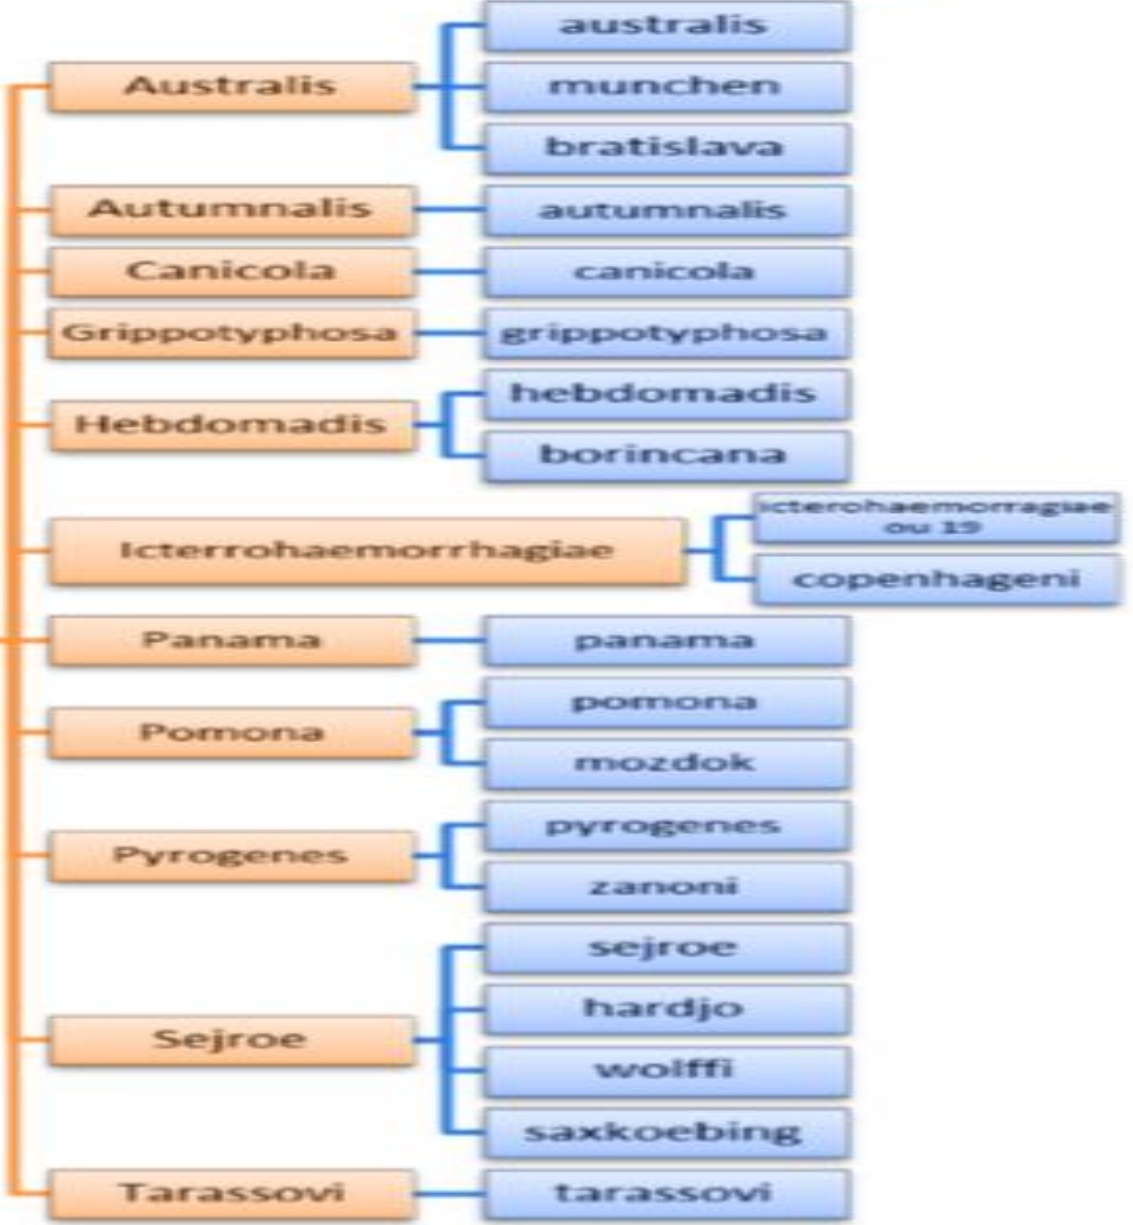 Australis
australis
munchen
bratislava
Autumnalis
autumnalis
Canicola
canicola
Grippotyphosa
grippotyphosa
Hebdomadis
hebdomadis
borincana
Icterrohaemorrhagiae
icterohaemorragiae
ou 19
copenhageni
Panama
panama
Pomona
pomona
mozdok
Pyrogenes
pyrogenes
zanoni
Sejroe
sejroe
hardjo
wolffi
saxkoebing
Tarassovi
tarassovi